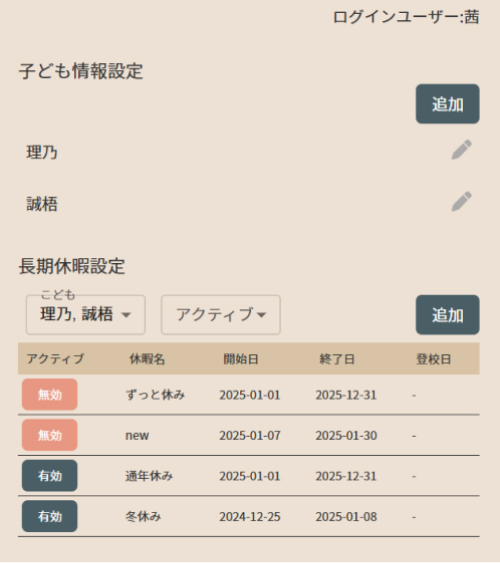 ログインユーザー:茜
子ども情報設定
追加
理乃
誠梧
長期休暇設定
こども
理乃, 誠梧
アクティブ
追加
アクティブ 休暇名 開始日 終了日 登校日
無効 ずっと休み 2025-01-01 2025-12-31 -
無効 new 2025-01-07 2025-01-30 -
有効 通年休み 2025-01-01 2025-12-31 -
有効 冬休み 2024-12-25 2025-01-08 -